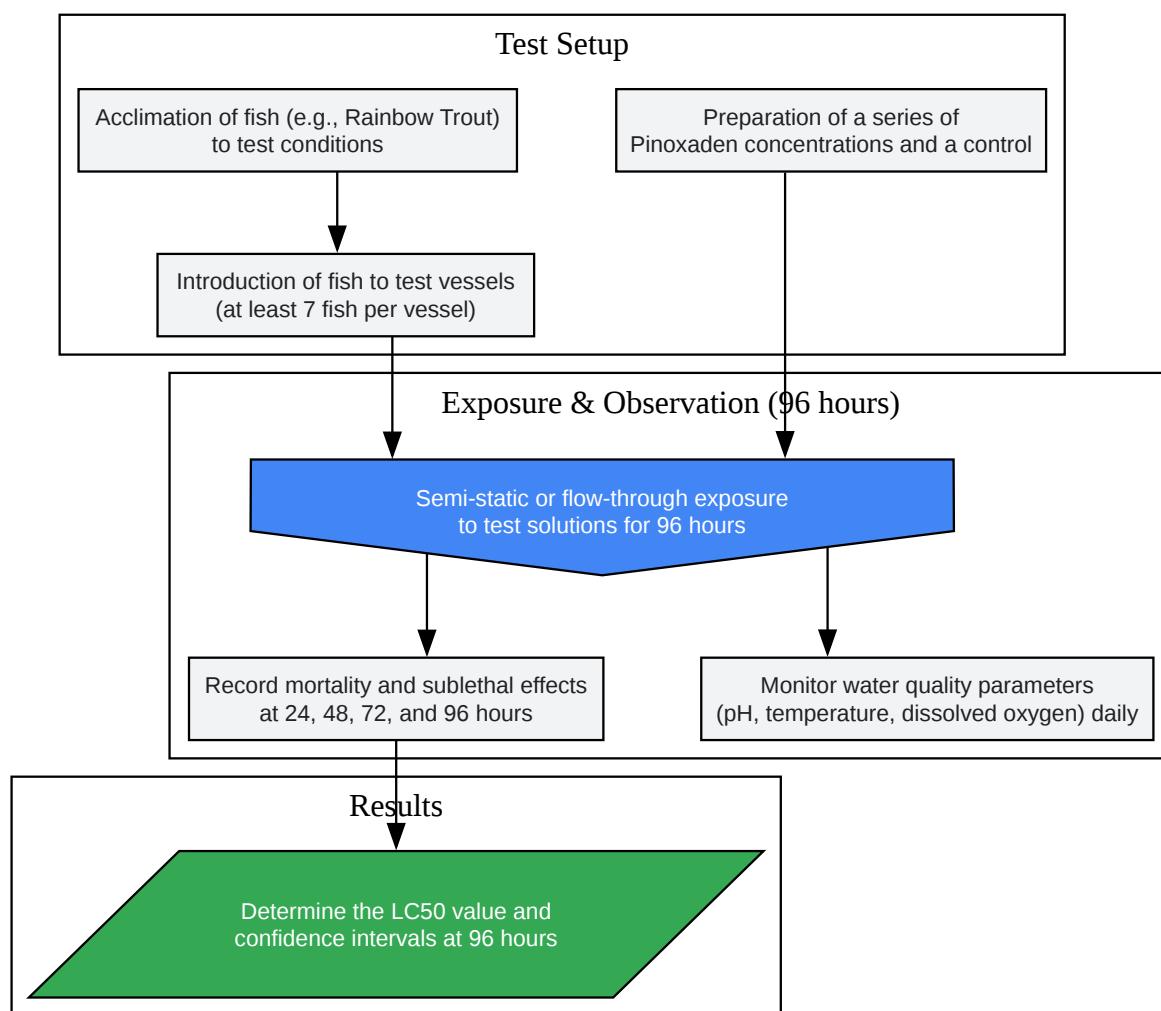 Test Setup
Acclimation of fish (e.g., Rainbow Trout)
to test conditions
Preparation of a series of
Pinoxaden concentrations and a control
Introduction of fish to test vessels
(at least 7 fish per vessel)
Exposure & Observation (96 hours)
Semi-static or flow-through exposure
to test solutions for 96 hours
Record mortality and sublethal effects
at 24, 48, 72, and 96 hours
Monitor water quality parameters
(pH, temperature, dissolved oxygen) daily
Results
Determine the LC50 value and
confidence intervals at 96 hours